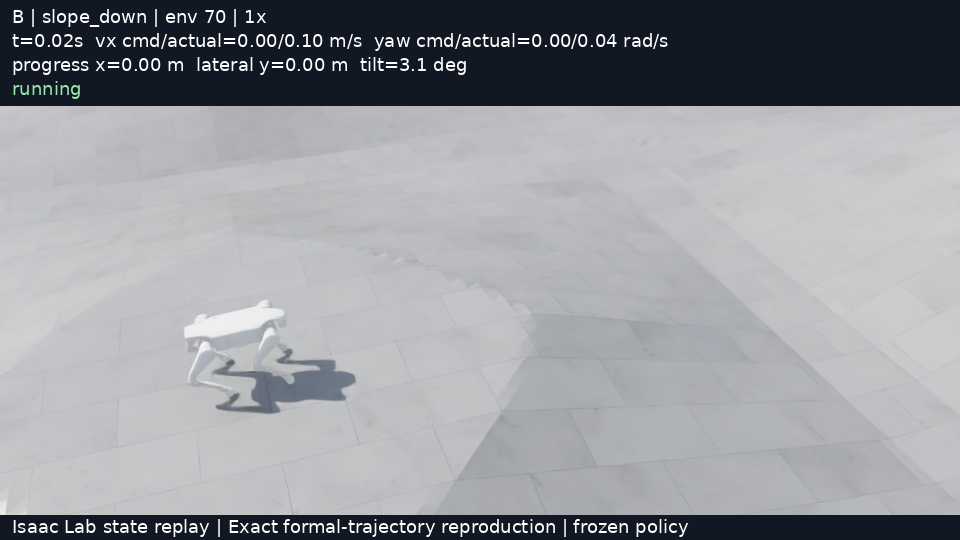 B | slope_down | env 70 | 1x
t=0.02s  vx cmd/actual=0.00/0.10 m/s  yaw cmd/actual=0.00/0.04 rad/s
progress x=0.00 m  lateral y=0.00 m  tilt=3.1 deg
running
Isaac Lab state replay | Exact formal-trajectory reproduction | frozen policy